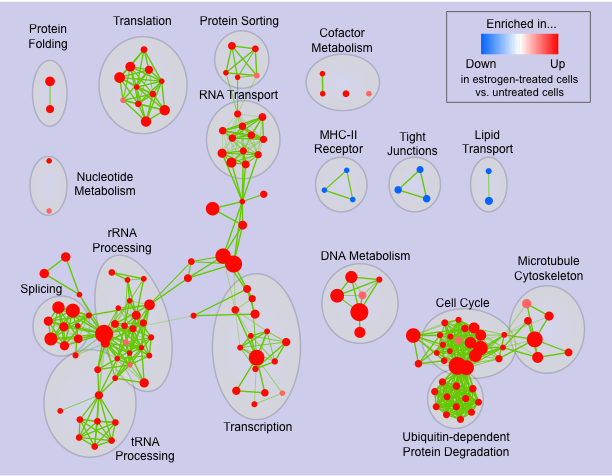 Protein
Folding
Translation
Protein Sorting
Cofactor
Metabolism
Enriched in...
Down
Up
in estrogen-treated cells
vs. untreated cells
RNA Transport
MHC-II
Receptor
Tight
Junctions
Lipid
Transport
Nucleotide
Metabolism
rRNA
Processing
Splicing
DNA Metabolism
Microtubule
Cytoskeleton
Cell Cycle
Transcription
tRNA
Processing
Ubiquitin-dependent
Protein Degradation